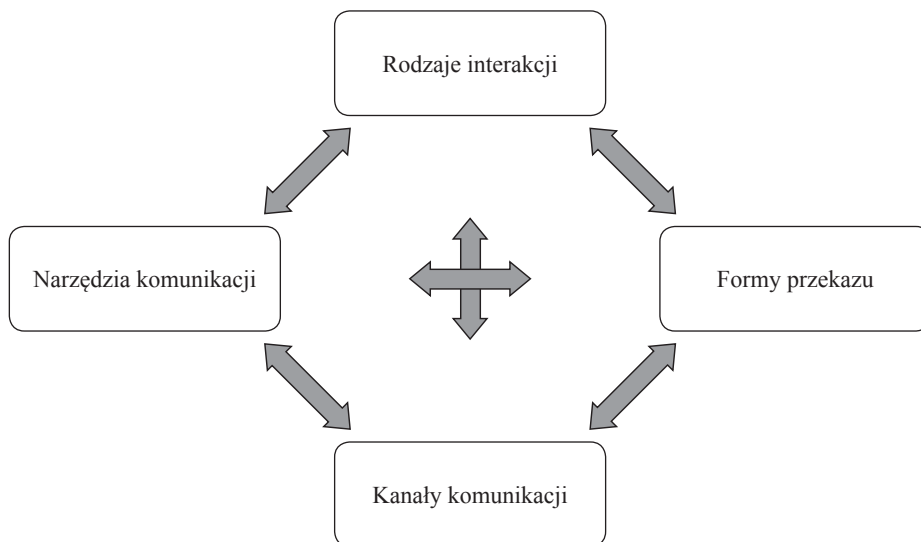 Rodzaje interakcji
Narzędzia komunikacji
Formy przekazu
Kanały komunikacji